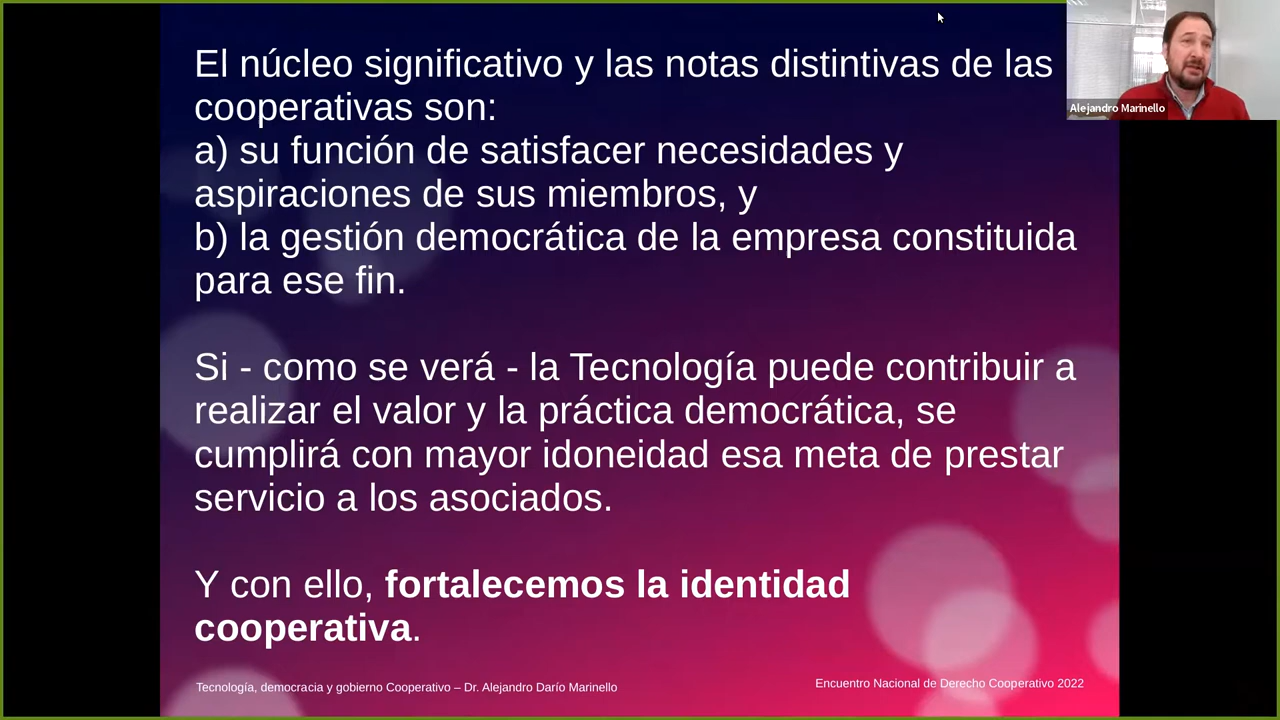 El núcleo significativo y las notas distintivas de las
cooperativas son:
a) su función de satisfacer necesidades y
aspiraciones de sus miembros, y
b) la gestión democrática de la empresa constituida
para ese fin.
Si - como se verá - la Tecnología puede contribuir a
realizar el valor y la práctica democrática, se
cumplirá con mayor idoneidad esa meta de prestar
servicio a los asociados.
Y con ello, fortalecemos la identidad
cooperativa.
Tecnología, democracia y gobierno Cooperativo – Dr. Alejandro Darío Marinello
Encuentro Nacional de Derecho Cooperativo 2022
Alejandro Marinello